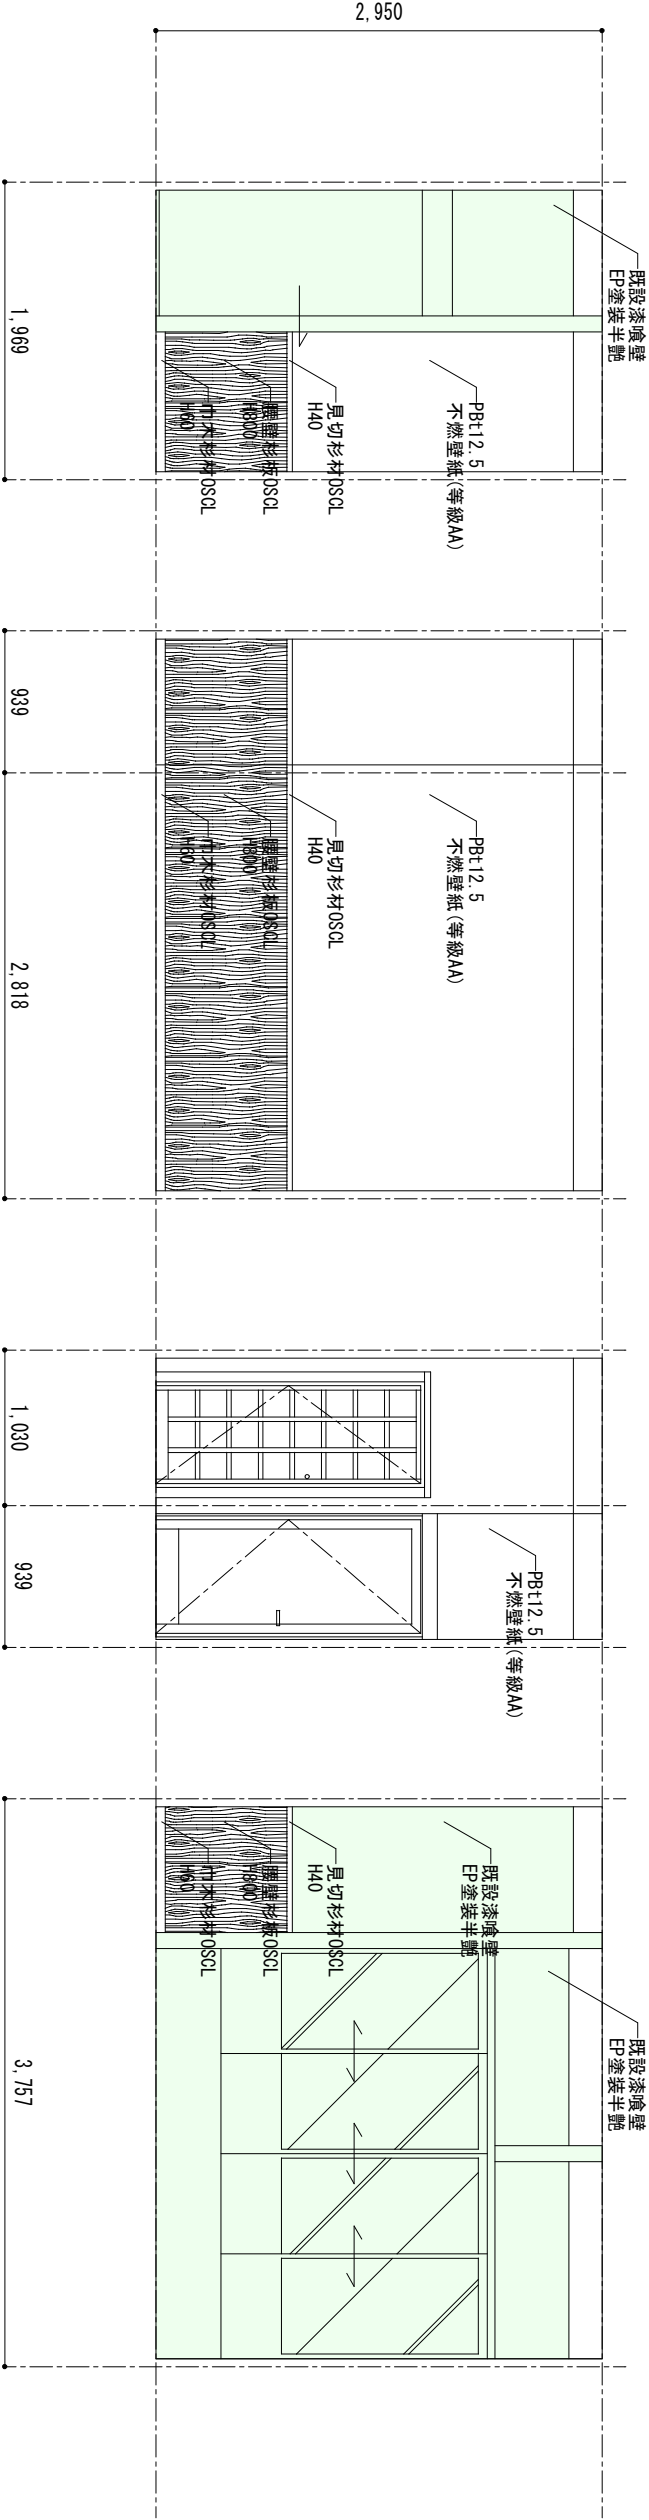 2,950
既設漆喰壁
EP塗装半艶
PBt12.5
不燃壁紙(等級AA)
見切杉材OSCL
H40
腰壁杉板OSCL
H800
巾木杉材OSCL
H60
1,969
PBt12.5
不燃壁紙(等級AA)
見切杉材OSCL
H40
腰壁杉板OSCL
H800
巾木杉材OSCL
H60
939
2,818
PBt12.5
不燃壁紙(等級AA)
1,030
939
既設漆喰壁
EP塗装半艶
既設漆喰壁
EP塗装半艶
見切杉材OSCL
H40
腰壁杉板OSCL
H800
巾木杉材OSCL
H60
3,757